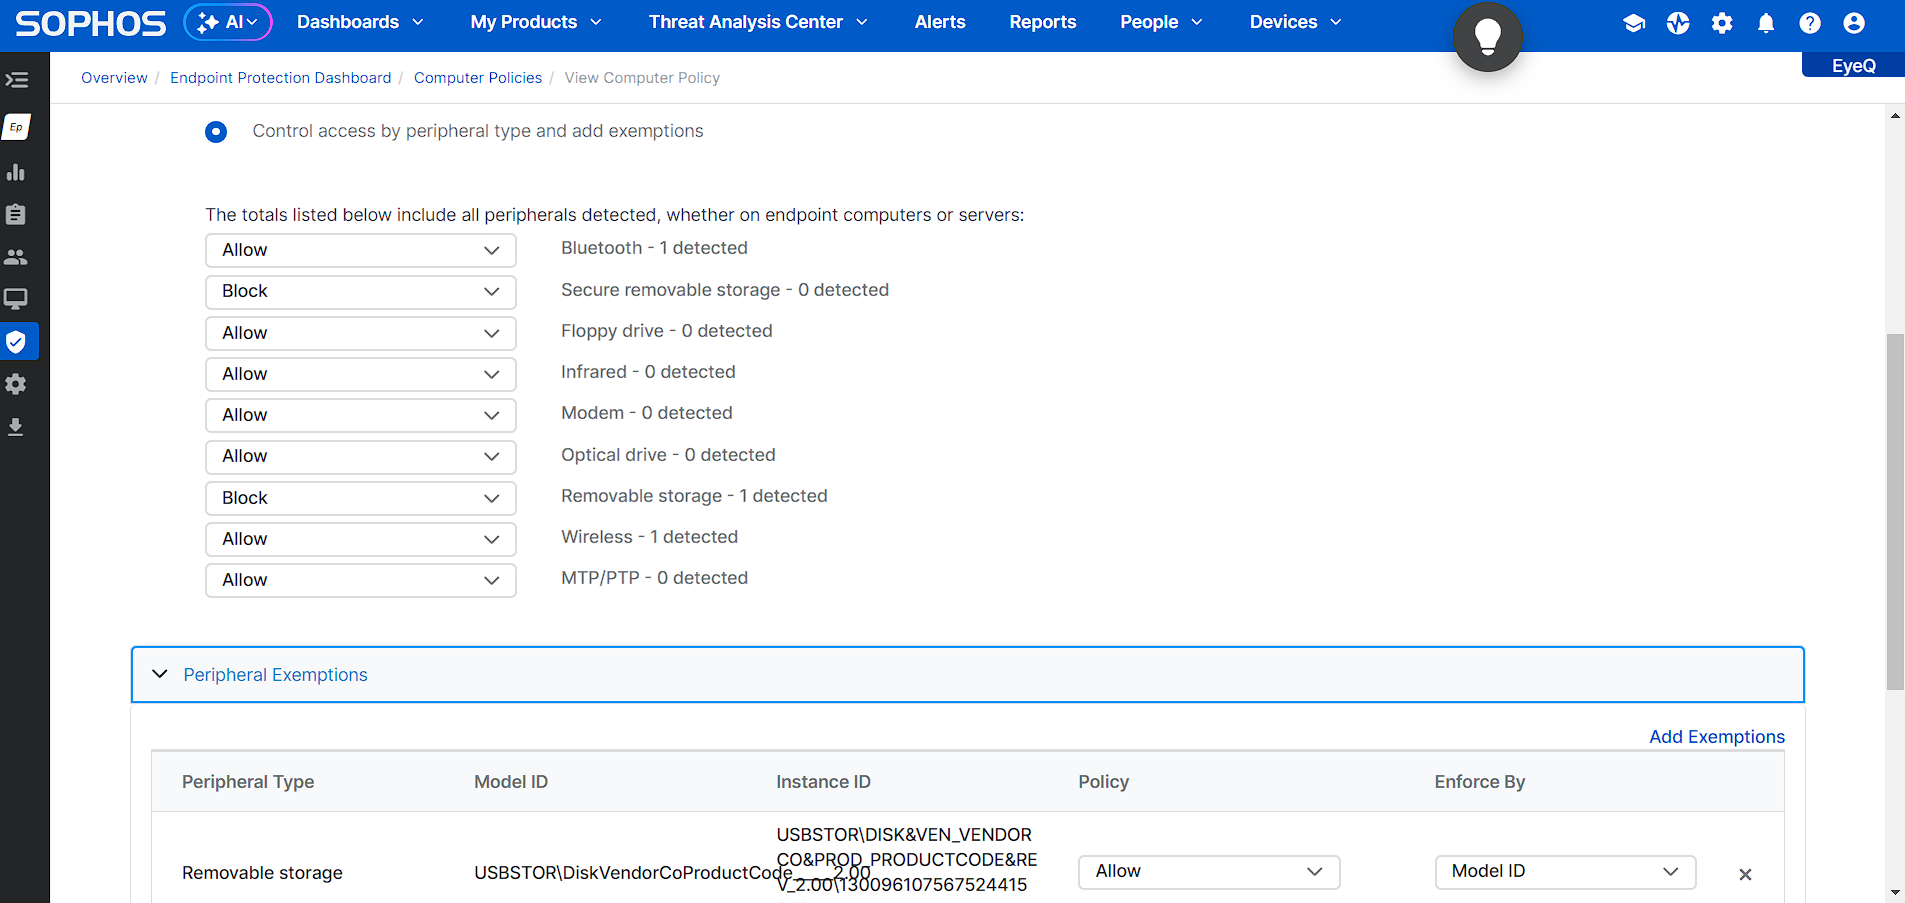 SOPHOS AI Dashboards My Products Threat Analysis Center Alerts Reports People Devices
EyeQ
Overview / Endpoint Protection Dashboard / Computer Policies / View Computer Policy
Ep
Control access by peripheral type and add exemptions
The totals listed below include all peripherals detected, whether on endpoint computers or servers:
Allow Bluetooth - 1 detected
Block Secure removable storage - 0 detected
Allow Floppy drive - 0 detected
Allow Infrared - 0 detected
Allow Modem - 0 detected
Allow Optical drive - 0 detected
Block Removable storage - 1 detected
Allow Wireless - 1 detected
Allow MTP/PTP - 0 detected
Peripheral Exemptions
Add Exemptions
Peripheral Type Model ID Instance ID Policy Enforce By
Removable storage USBSTOR\DiskVendorCoProductCode____2.00
USBSTOR\DISK&VEN_VENDOR
CO&PROD_PRODUCTCODE&RE
V_2.00\130096107567524415
Allow Model ID